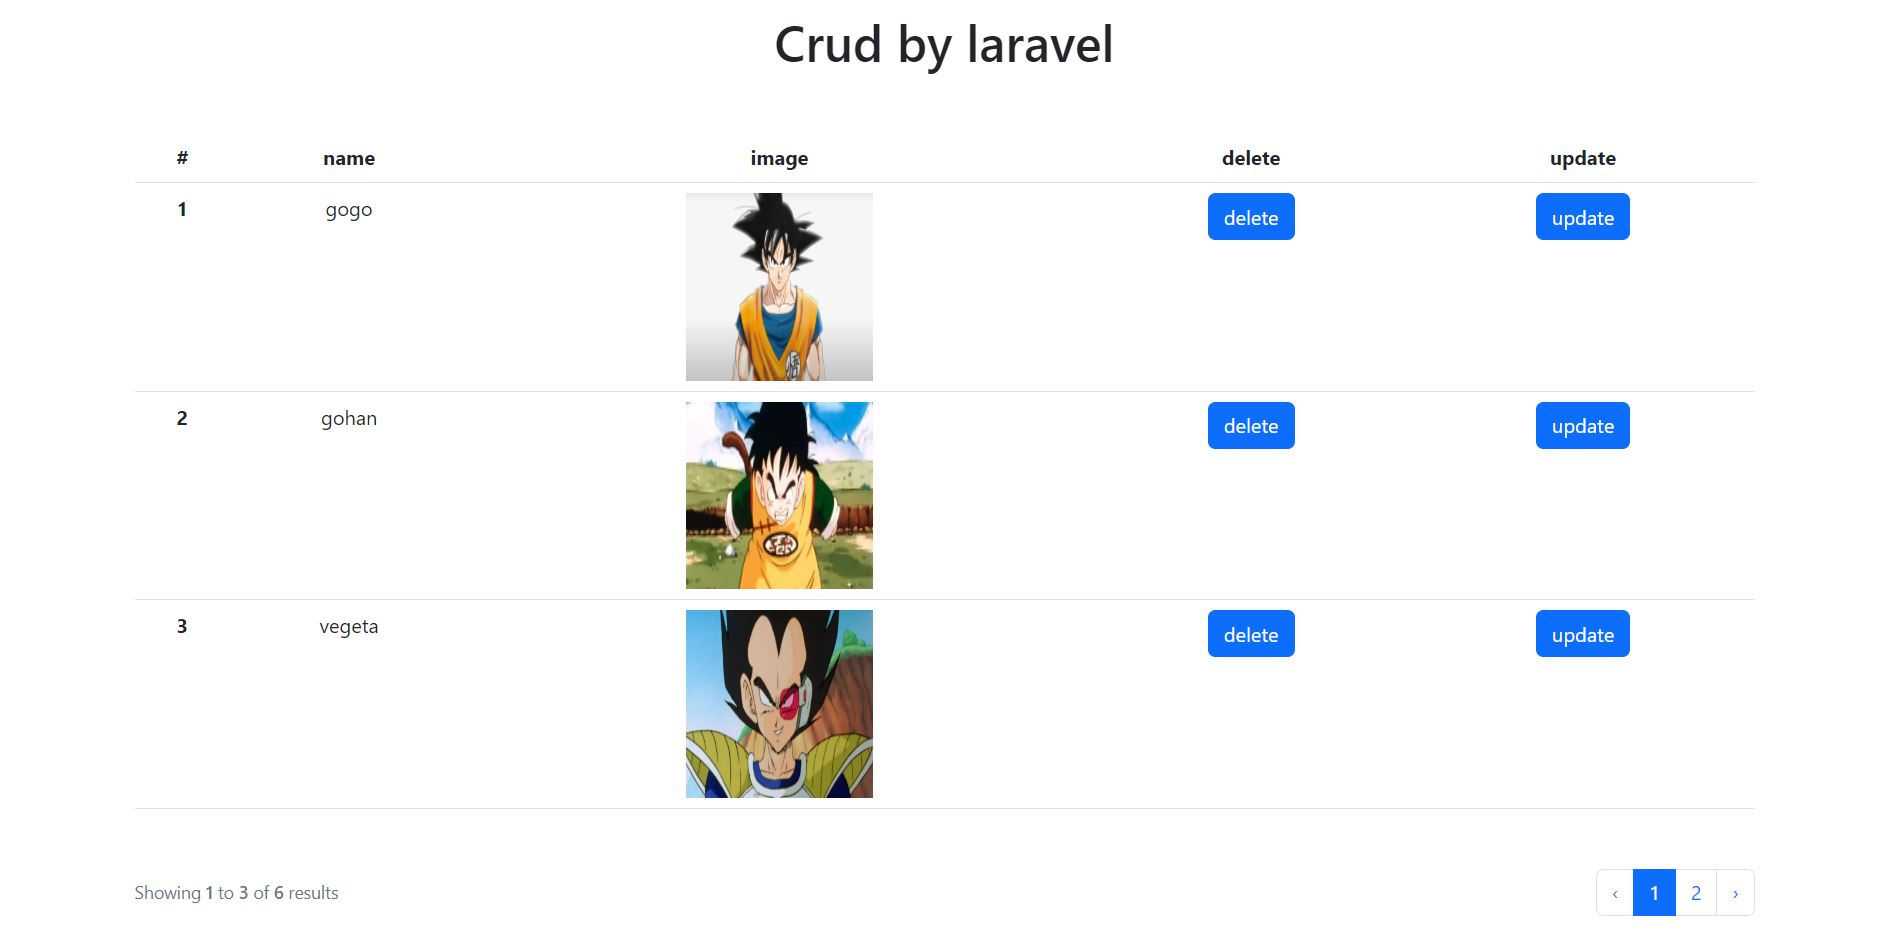 Crud by laravel
# name image delete update
1 gogo delete update
2 gohan delete update
3 vegeta delete update
Showing 1 to 3 of 6 results
‹ 1 2 ›